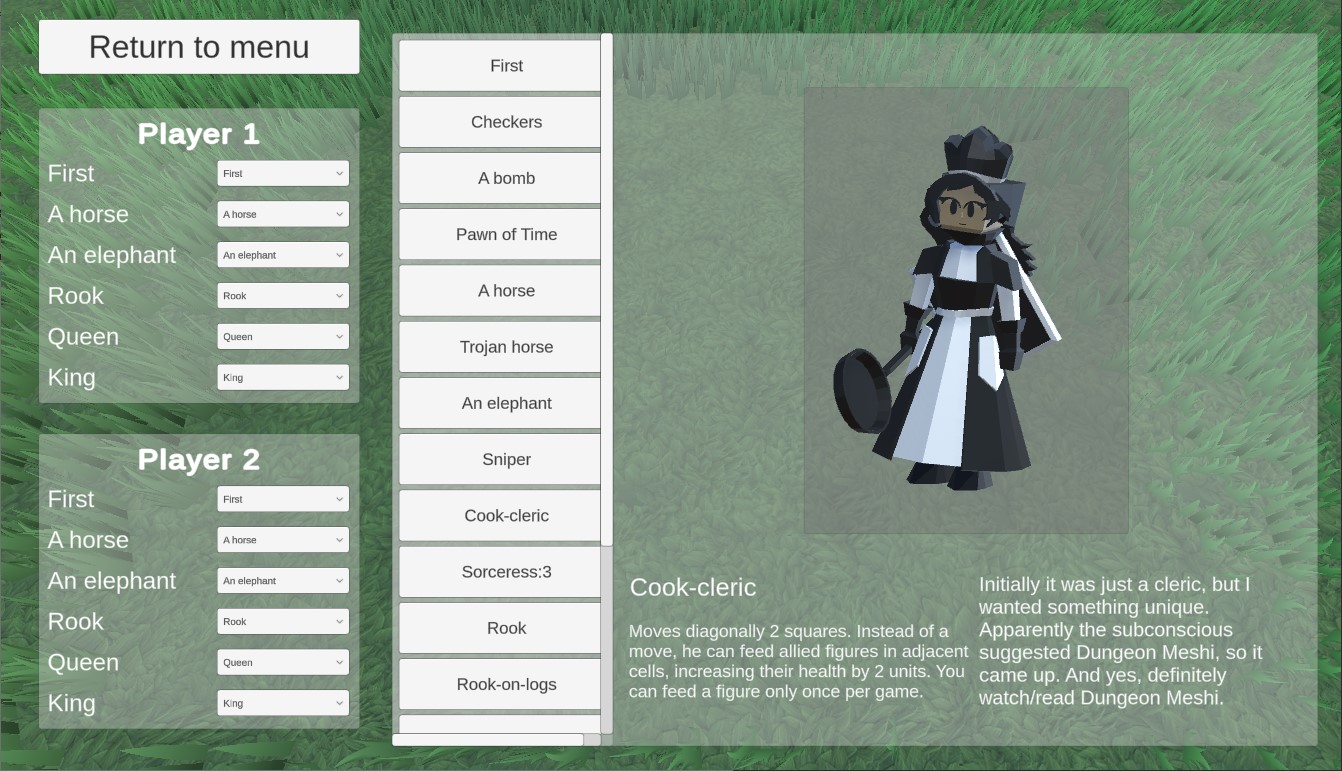 Return to menu
Player 1
First
First
A horse
A horse
An elephant
An elephant
Rook
Rook
Queen
Queen
King
King
Player 2
First
First
A horse
A horse
An elephant
An elephant
Rook
Rook
Queen
Queen
King
King
First
Checkers
A bomb
Pawn of Time
A horse
Trojan horse
An elephant
Sniper
Cook-cleric
Sorceress:3
Rook
Rook-on-logs
Cook-cleric
Moves diagonally 2 squares. Instead of a
move, he can feed allied figures in adjacent
cells, increasing their health by 2 units. You
can feed a figure only once per game.
Initially it was just a cleric, but I
wanted something unique.
Apparently the subconscious
suggested Dungeon Meshi, so it
came up. And yes, definitely
watch/read Dungeon Meshi.